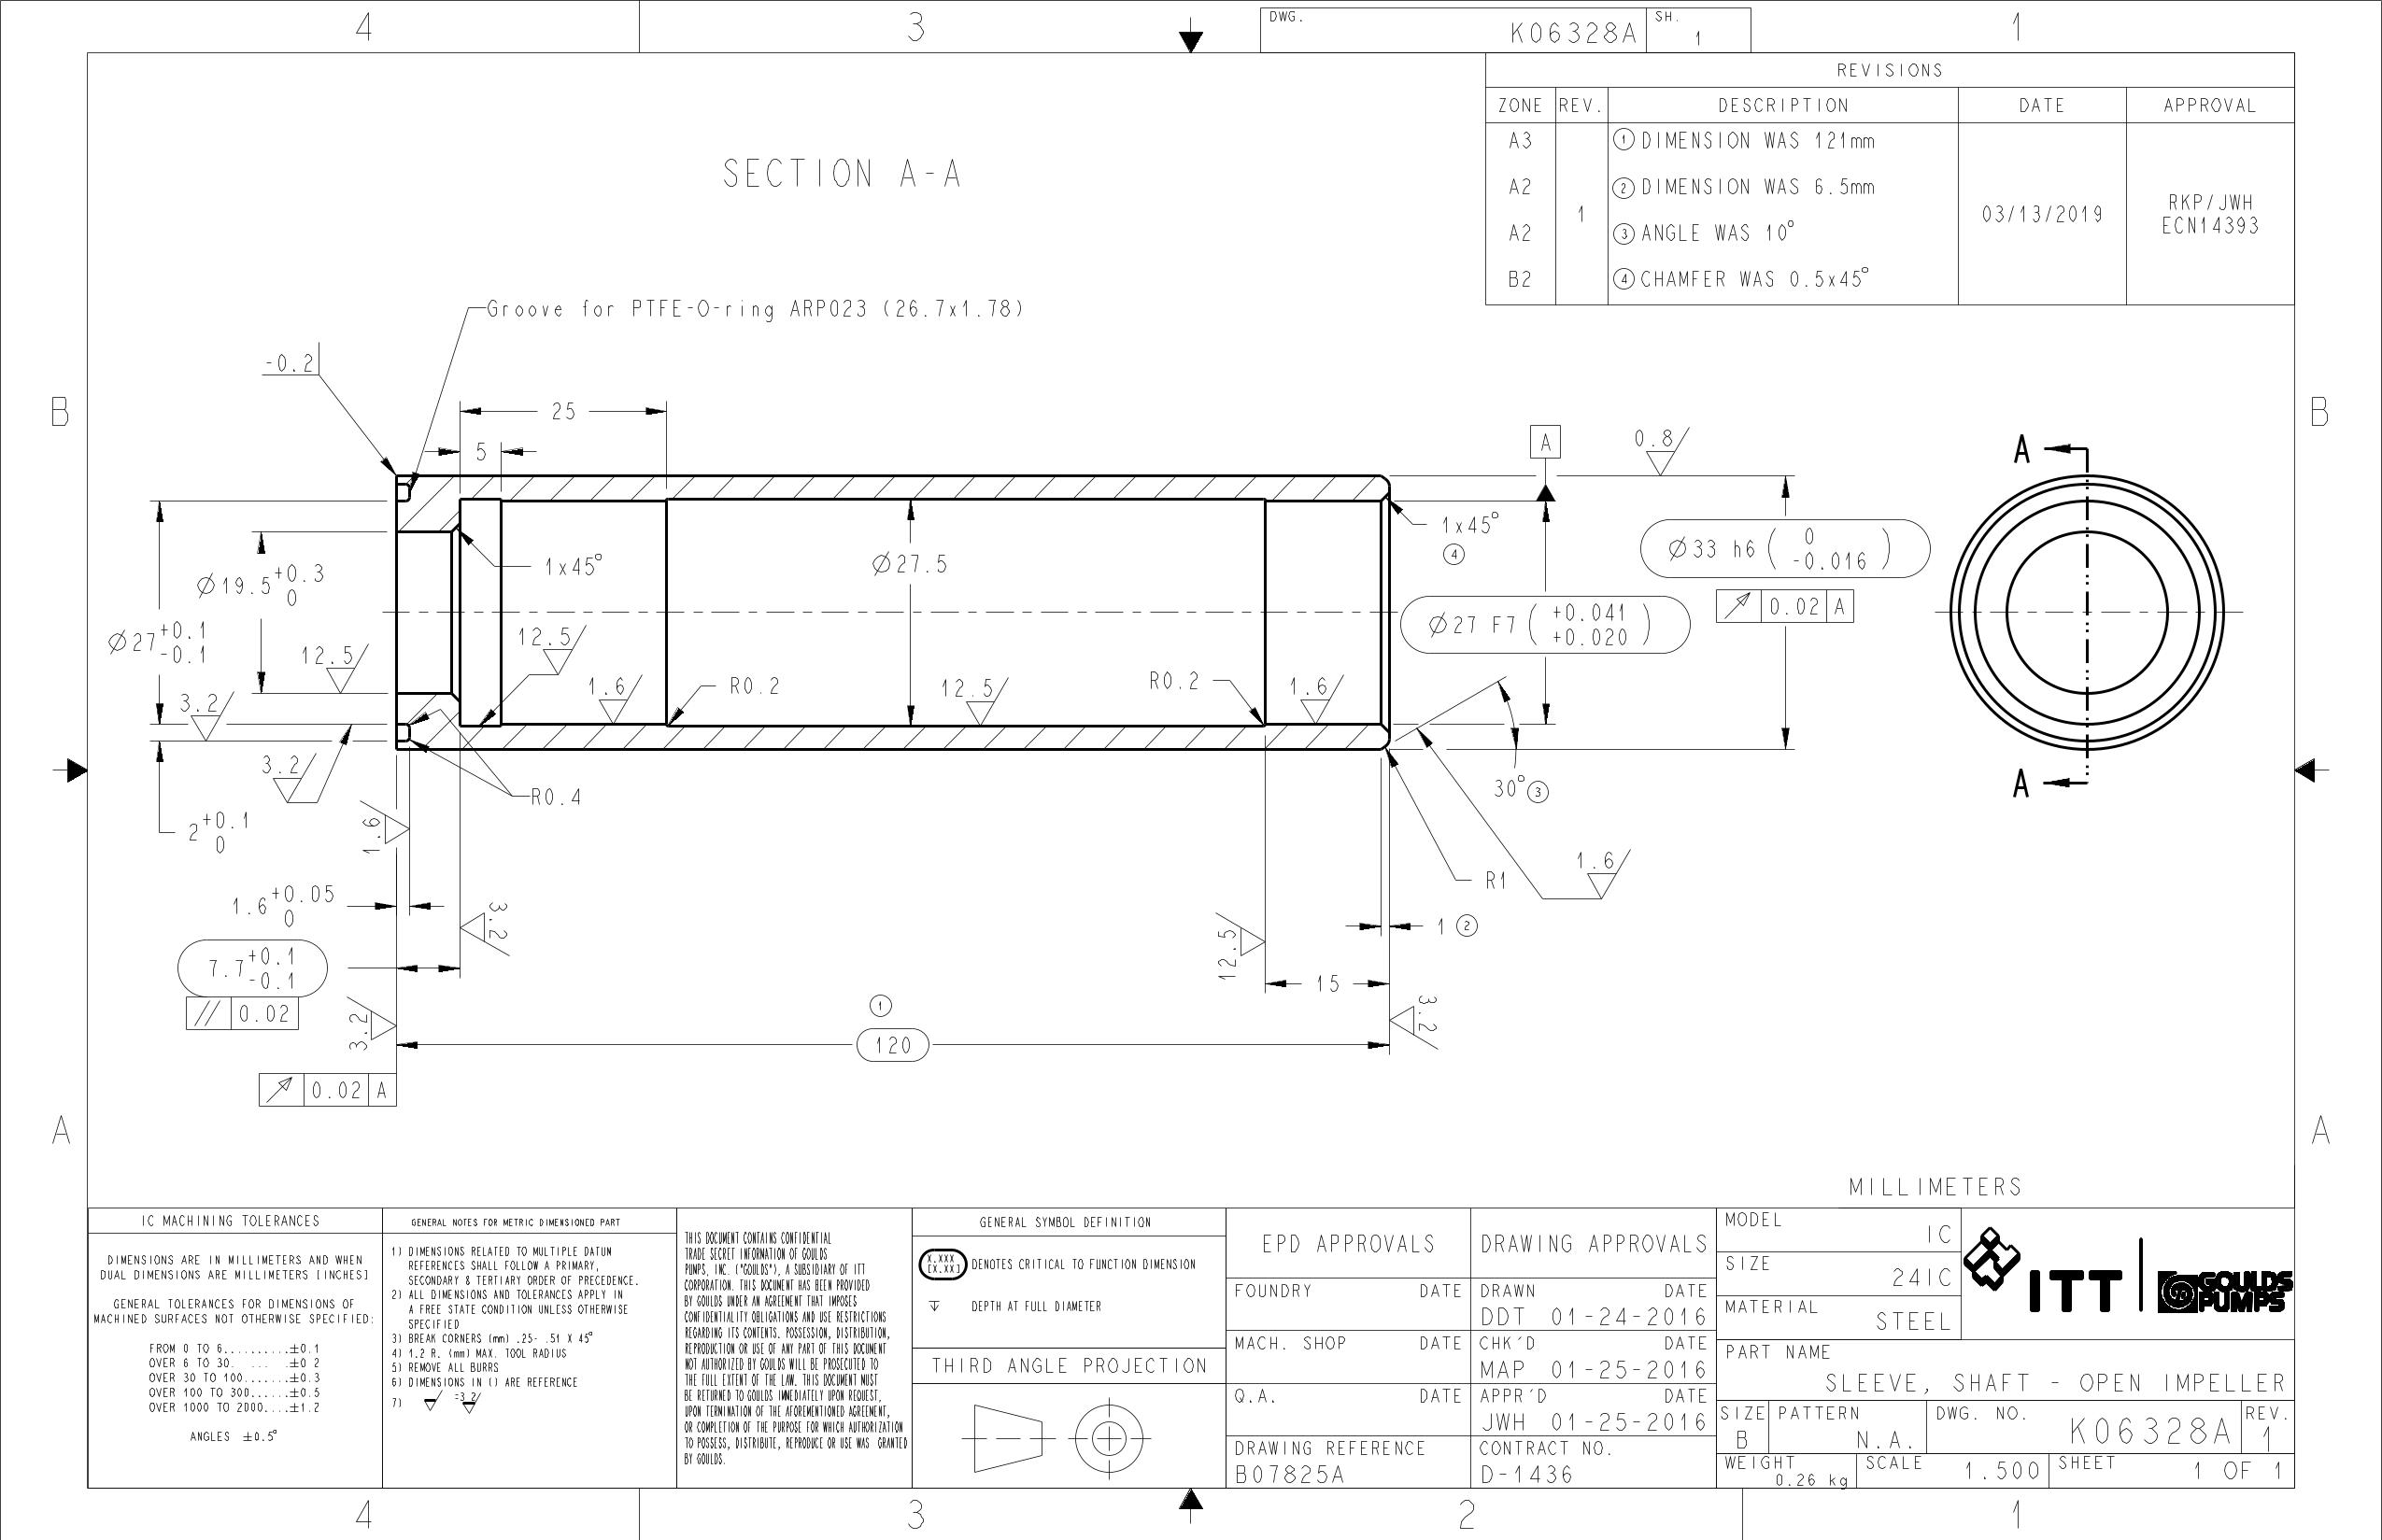 4
3
1
DWG.
K06328A
SH.
1
REVISIONS
ZONE REV. DESCRIPTION DATE APPROVAL
A3 ① DIMENSION WAS 121mm
A2 ② DIMENSION WAS 6.5mm
1
03/13/2019
RKP/JWH
ECN14393
A2 ③ ANGLE WAS 10°
B2 ④ CHAMFER WAS 0.5x45°
SECTION A-A
Groove for PTFE-O-ring ARP023 (26.7x1.78)
-0.2
B
B
25
5
A
0.8
A
1x45°
④
Ø33 h6 ( 0 -0.016 )
0.02 A
Ø27 F7 ( +0.041 +0.020 )
1x45°
Ø27.5
Ø19.5 +0.3 0
Ø27 +0.1 -0.1
12.5
12.5
1.6
R0.2
12.5
R0.2
1.6
3.2
3.2
R0.4
30° ③
A
2 +0.1 0
1.6
1.6
R1
1.6 +0.05 0
3.2
12.5
1 ②
7.7 +0.1 -0.1
// 0.02
15
3.2
3.2
①
120
0.02 A
A
A
MILLIMETERS
IC MACHINING TOLERANCES
DIMENSIONS ARE IN MILLIMETERS AND WHEN
DUAL DIMENSIONS ARE MILLIMETERS [INCHES]
GENERAL TOLERANCES FOR DIMENSIONS OF
MACHINED SURFACES NOT OTHERWISE SPECIFIED:
FROM 0 TO 6..........±0.1
OVER 6 TO 30. ... . .±0 2
OVER 30 TO 100.......±0.3
OVER 100 TO 300......±0.5
OVER 1000 TO 2000....±1.2
ANGLES ±0.5°
GENERAL NOTES FOR METRIC DIMENSIONED PART
1) DIMENSIONS RELATED TO MULTIPLE DATUM
REFERENCES SHALL FOLLOW A PRIMARY,
SECONDARY & TERTIARY ORDER OF PRECEDENCE.
2) ALL DIMENSIONS AND TOLERANCES APPLY IN
A FREE STATE CONDITION UNLESS OTHERWISE
SPECIFIED
3) BREAK CORNERS (mm) .25- .51 X 45°
4) 1.2 R. (mm) MAX. TOOL RADIUS
5) REMOVE ALL BURRS
6) DIMENSIONS IN () ARE REFERENCE
7) =3.2
THIS DOCUMENT CONTAINS CONFIDENTIAL
TRADE SECRET INFORMATION OF GOULDS
PUMPS, INC. ("GOULDS"), A SUBSIDIARY OF ITT
CORPORATION. THIS DOCUMENT HAS BEEN PROVIDED
BY GOULDS UNDER AN AGREEMENT THAT IMPOSES
CONFIDENTIALITY OBLIGATIONS AND USE RESTRICTIONS
REGARDING ITS CONTENTS. POSSESSION, DISTRIBUTION,
REPRODUCTION OR USE OF ANY PART OF THIS DOCUMENT
NOT AUTHORIZED BY GOULDS WILL BE PROSECUTED TO
THE FULL EXTENT OF THE LAW. THIS DOCUMENT MUST
BE RETURNED TO GOULDS IMMEDIATELY UPON REQUEST,
UPON TERMINATION OF THE AFOREMENTIONED AGREEMENT,
OR COMPLETION OF THE PURPOSE FOR WHICH AUTHORIZATION
TO POSSESS, DISTRIBUTE, REPRODUCE OR USE WAS GRANTED
BY GOULDS.
GENERAL SYMBOL DEFINITION
X.XXX
[X.XX]
DENOTES CRITICAL TO FUNCTION DIMENSION
DEPTH AT FULL DIAMETER
THIRD ANGLE PROJECTION
EPD APPROVALS
FOUNDRY DATE
MACH. SHOP DATE
Q.A. DATE
DRAWING REFERENCE
B07825A
DRAWING APPROVALS
DRAWN DATE
DDT 01-24-2016
CHK'D DATE
MAP 01-25-2016
APPR'D DATE
JWH 01-25-2016
CONTRACT NO.
D-1436
MODEL
IC
SIZE
24IC
MATERIAL
STEEL
ITT
GOULDS
PUMPS
PART NAME
SLEEVE, SHAFT - OPEN IMPELLER
SIZE
B
PATTERN
N.A.
DWG. NO.
K06328A
REV.
1
WEIGHT
0.26 kg
SCALE
1.500
SHEET
1 OF 1
4
3
2
1